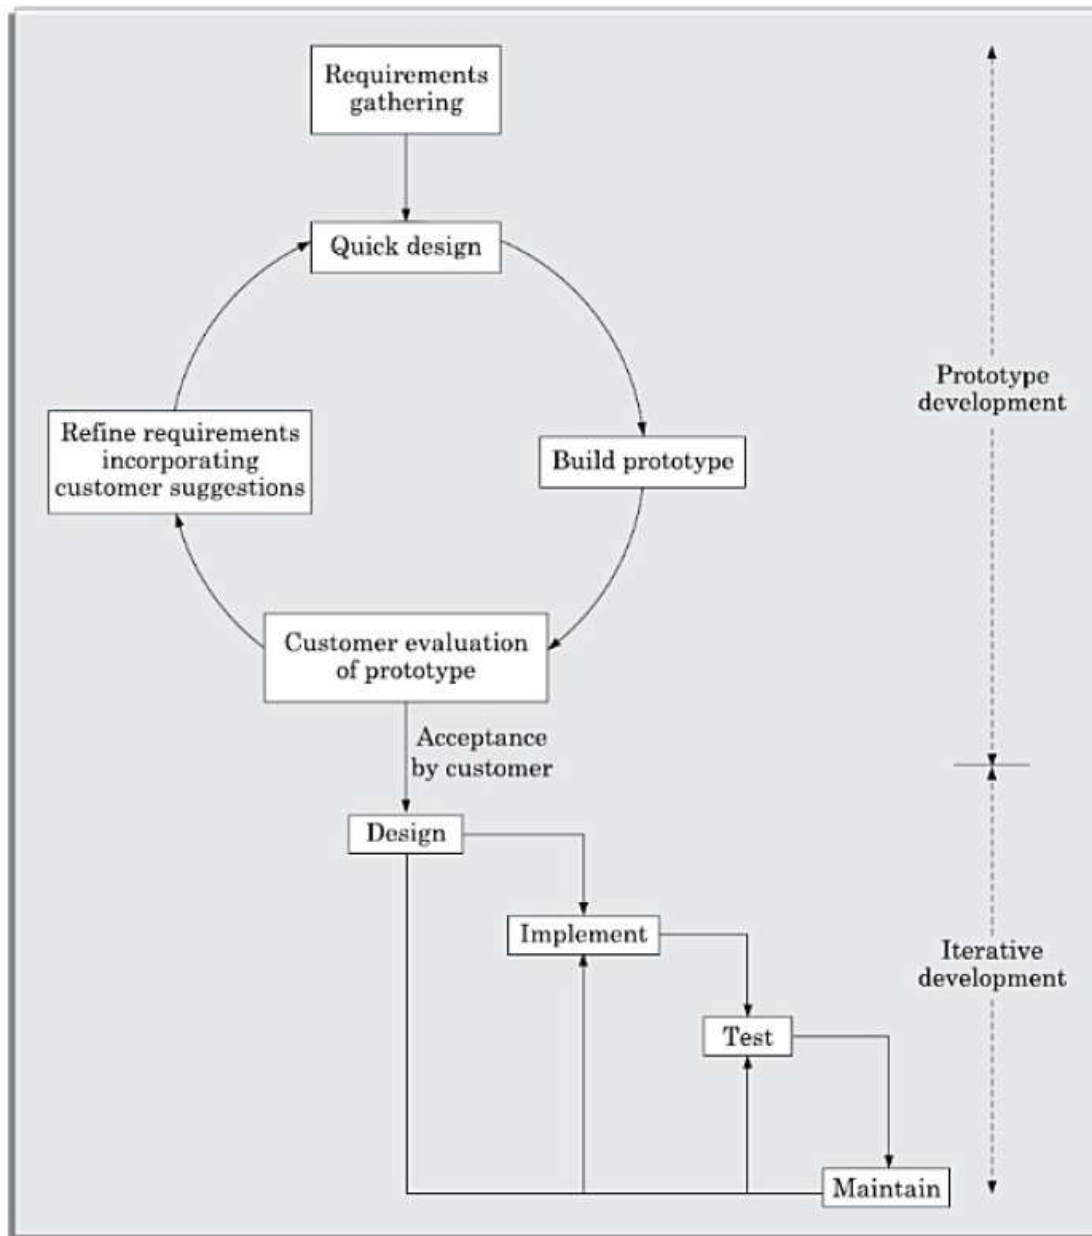 Requirements
gathering
Quick design
Prototype
development
Refine requirements
incorporating
customer suggestions
Build prototype
Customer evaluation
of prototype
Acceptance
by customer
Design
Implement
Iterative
development
Test
Maintain